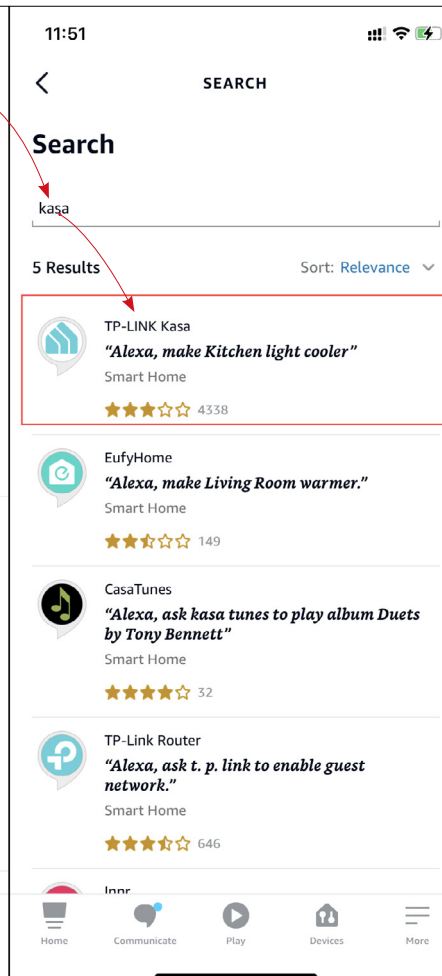 11:51
SEARCH
Search
kasa
5 Results
Sort: Relevance
TP-LINK Kasa
“Alexa, make Kitchen light cooler”
Smart Home
4338
EufyHome
“Alexa, make Living Room warmer.”
Smart Home
149
CasaTunes
“Alexa, ask kasa tunes to play album Duets
by Tony Bennett”
Smart Home
32
TP-Link Router
“Alexa, ask t. p. link to enable guest
network.”
Smart Home
646
Innr
Home
Communicate
Play
Devices
More